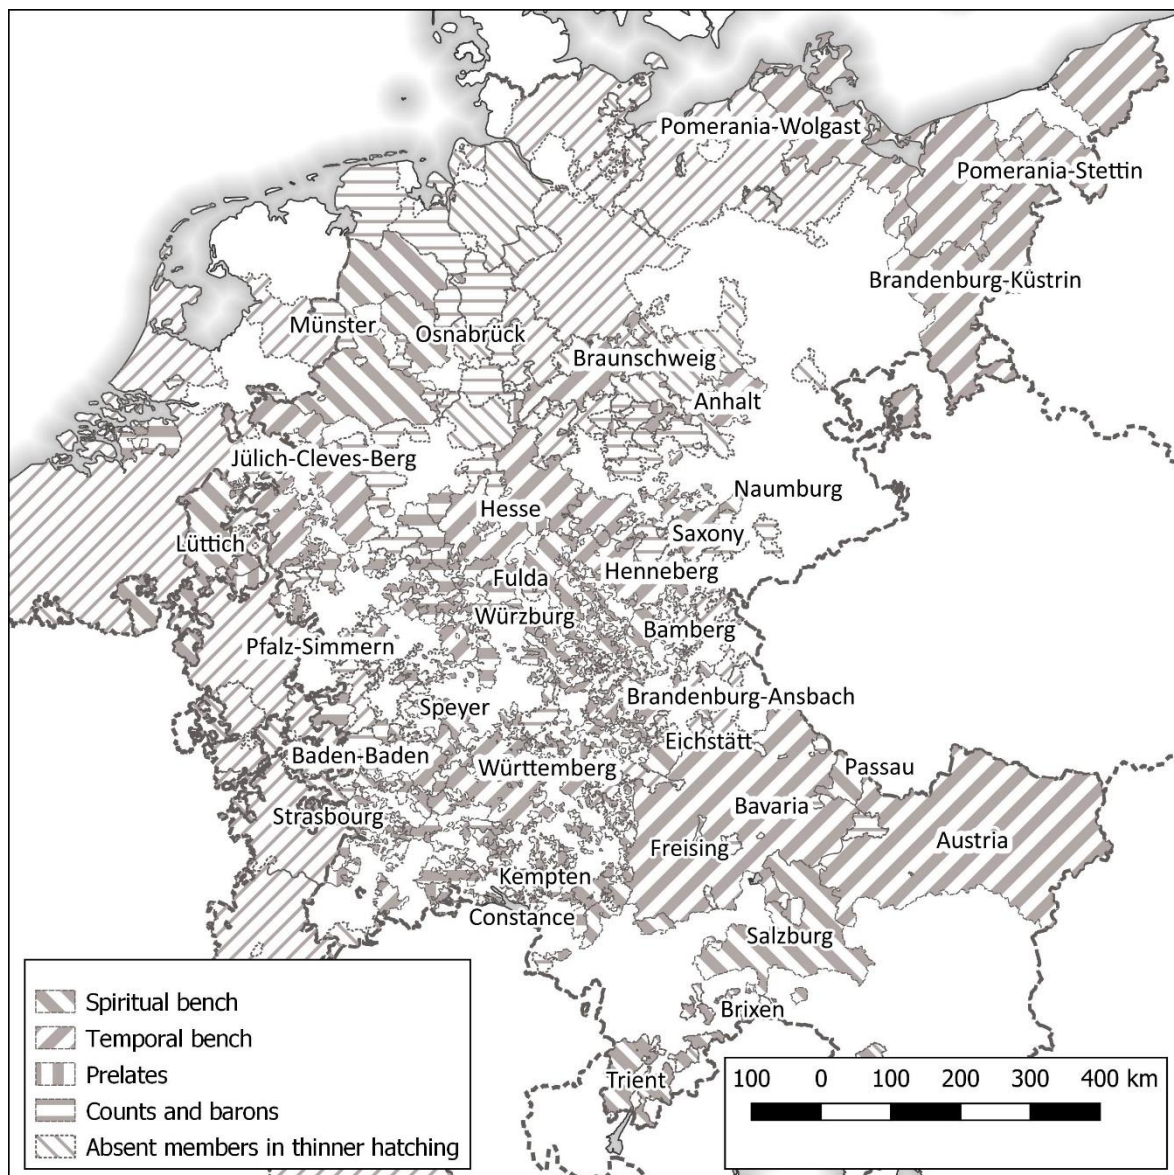 Pomerania-Wolgast
Pomerania-Stettin
Brandenburg-Küstrin
Münster
Osnabrück
Braunschweig
Anhalt
Jülich-Cleves-Berg
Naumburg
Hesse
Saxony
Lüttich
Fulda
Henneberg
Würzburg
Bamberg
Pfalz-Simmern
Brandenburg-Ansbach
Speyer
Eichstätt
Baden-Baden
Württemberg
Passau
Bavaria
Strasbourg
Freising
Austria
Kempten
Constance
Salzburg
Brixen
Trient
Spiritual bench
Temporal bench
Prelates
Counts and barons
Absent members in thinner hatching
100 0 100 200 300 400 km